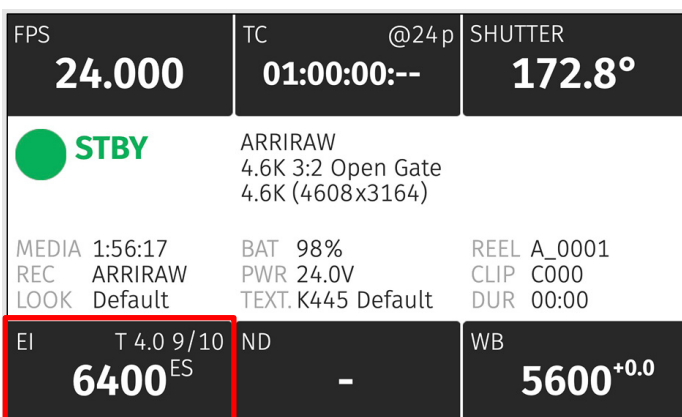 FPS
24.000
TC @24p
01:00:00:--
SHUTTER
172.8°
STBY
ARRIRAW
4.6K 3:2 Open Gate
4.6K (4608x3164)
MEDIA 1:56:17
REC ARRIRAW
LOOK Default
BAT 98%
PWR 24.0V
TEXT. K445 Default
REEL A_0001
CLIP C000
DUR 00:00
EI T 4.0 9/10
6400 ES
ND
-
WB
5600 +0.0